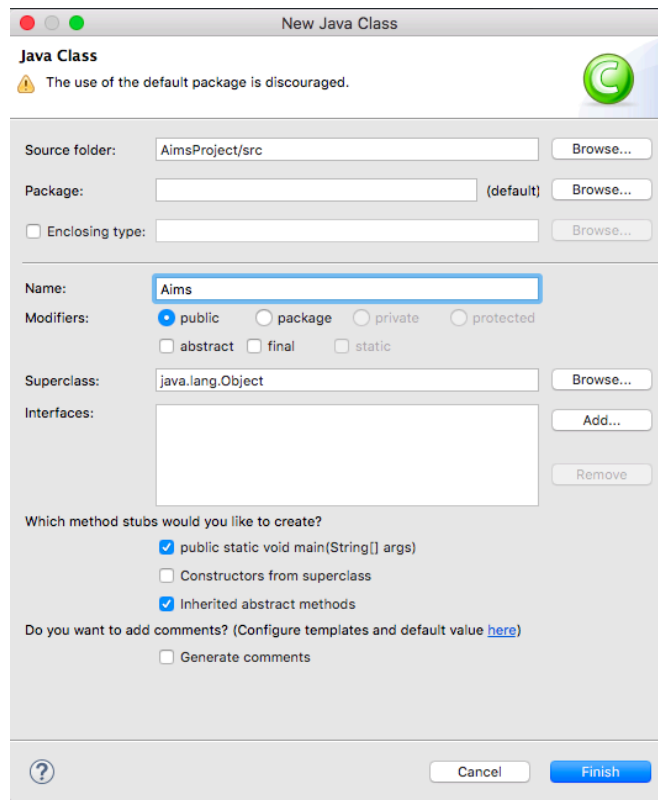 New Java Class
Java Class
The use of the default package is discouraged.
C
Source folder: AimsProject/src Browse...
Package: (default) Browse...
Enclosing type: Browse...
Name: Aims
Modifiers: public package private protected
abstract final static
Superclass: java.lang.Object Browse...
Interfaces: Add...
Remove
Which method stubs would you like to create?
public static void main(String[] args)
Constructors from superclass
Inherited abstract methods
Do you want to add comments? (Configure templates and default value here)
Generate comments
? Cancel Finish